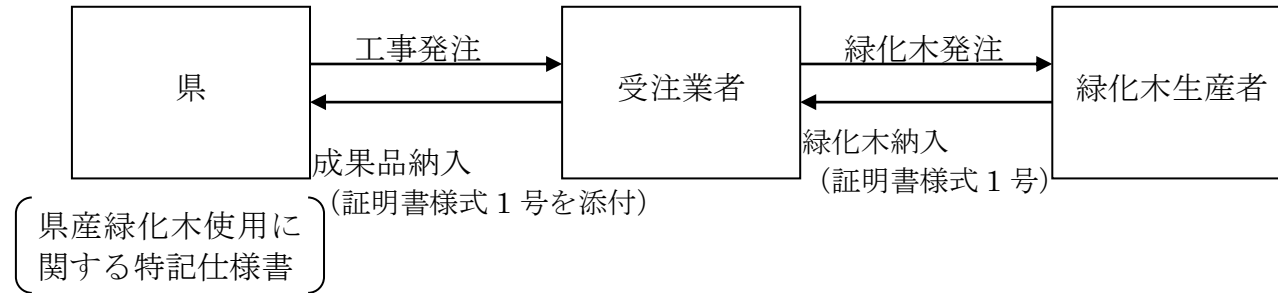 県
工事発注
受注業者
緑化木発注
緑化木生産者
成果品納入
（証明書様式１号を添付）
緑化木納入
（証明書様式１号）
県産緑化木使用に
関する特記仕様書